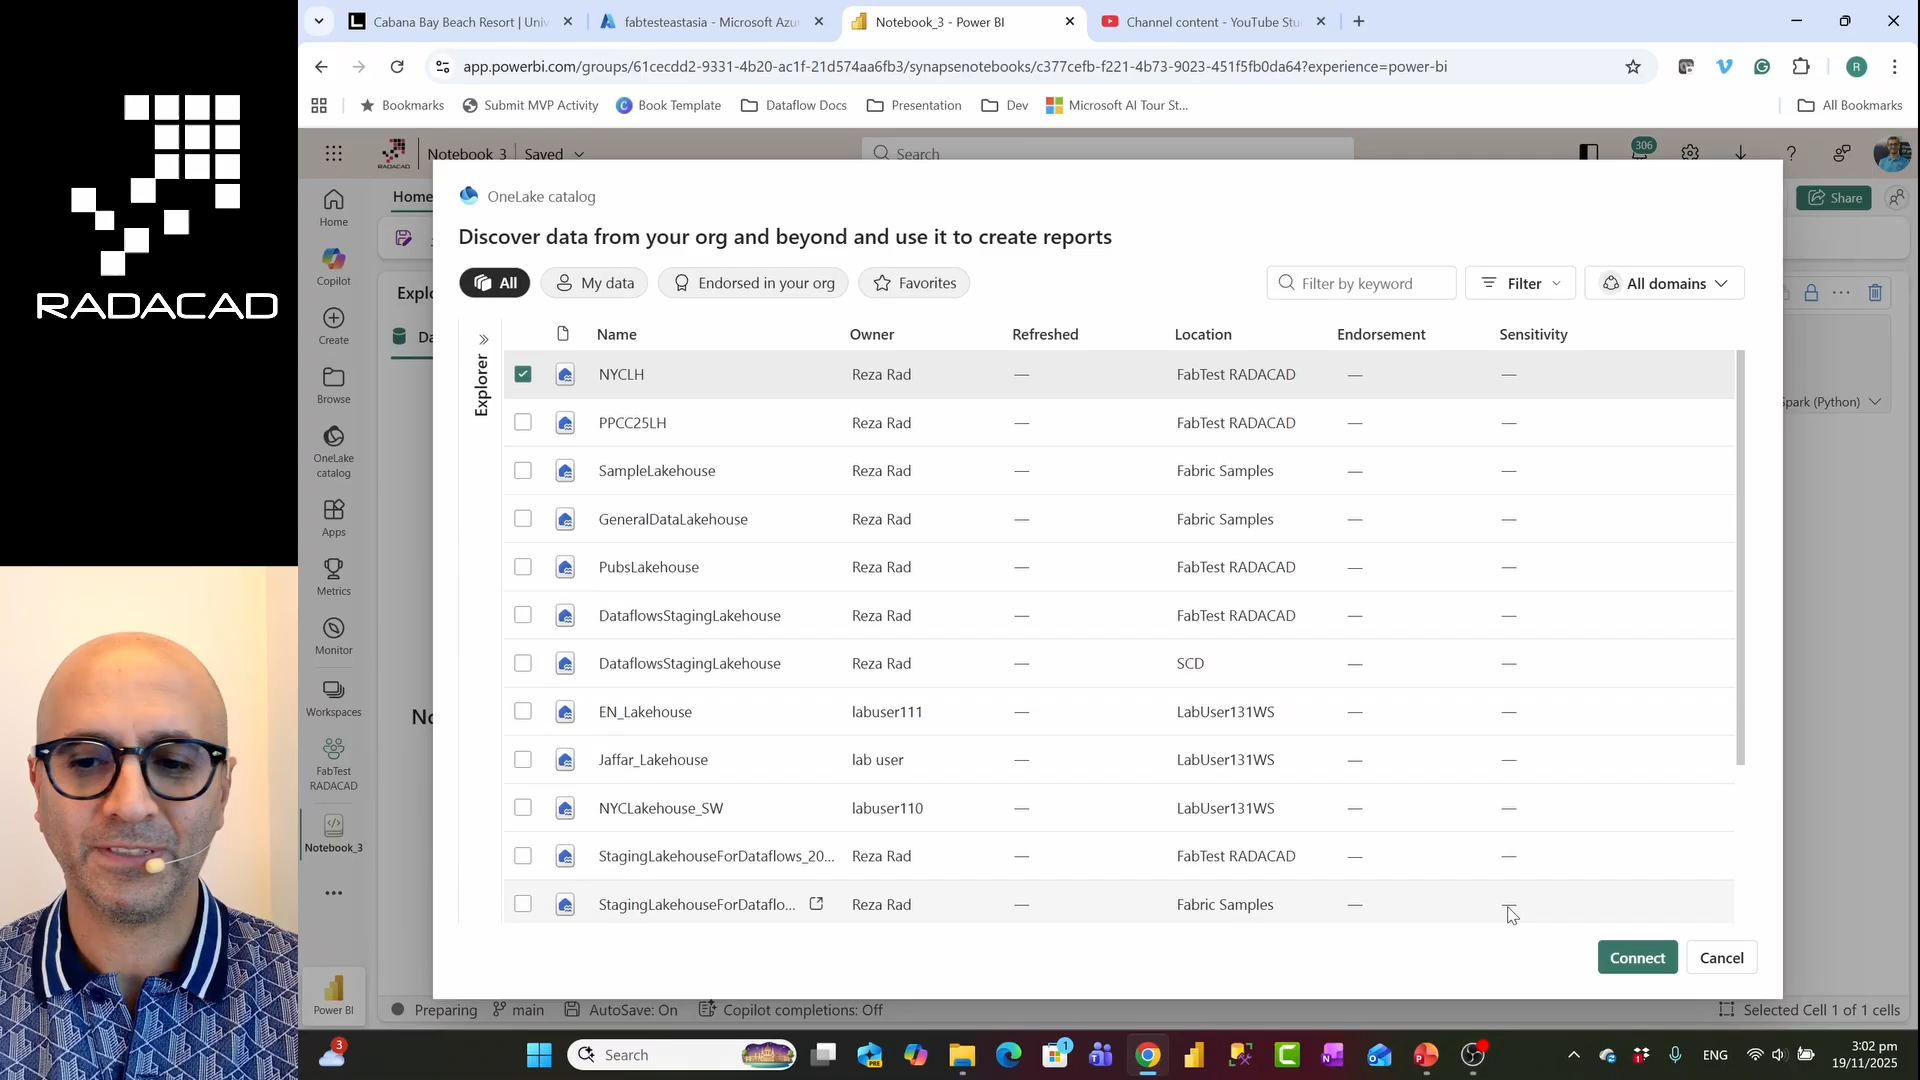 Cabana Bay Beach Resort | Univ
fabtesteastasia - Microsoft Azu
Notebook_3 - Power BI
Channel content - YouTube Stu
app.powerbi.com/groups/61cecdd2-9331-4b20-ac1f-21d574aa6fb3/synapsenotebooks/c377cefb-f221-4b73-9023-451f5fb0da64?experience=power-bi
R
Bookmarks
Submit MVP Activity
Book Template
Dataflow Docs
Presentation
Dev
Microsoft AI Tour St...
All Bookmarks
RADACAD
RADACAD
Notebook_3
Saved
Search
306
Home
Share
Home
Copilot
Create
Browse
OneLake
catalog
Apps
Metrics
Monitor
Workspaces
FabTest
RADACAD
Notebook_3
Power BI
Explo
Da
No
Spark (Python)
OneLake catalog
Discover data from your org and beyond and use it to create reports
All
My data
Endorsed in your org
Favorites
Filter by keyword
Filter
All domains
Explorer
Name Owner Refreshed Location Endorsement Sensitivity
NYCLH Reza Rad — FabTest RADACAD — —
PPCC25LH Reza Rad — FabTest RADACAD — —
SampleLakehouse Reza Rad — Fabric Samples — —
GeneralDataLakehouse Reza Rad — Fabric Samples — —
PubsLakehouse Reza Rad — FabTest RADACAD — —
DataflowsStagingLakehouse Reza Rad — FabTest RADACAD — —
DataflowsStagingLakehouse Reza Rad — SCD — —
EN_Lakehouse labuser111 — LabUser131WS — —
Jaffar_Lakehouse lab user — LabUser131WS — —
NYCLakehouse_SW labuser110 — LabUser131WS — —
StagingLakehouseForDataflows_20... Reza Rad — FabTest RADACAD — —
StagingLakehouseForDataflo... Reza Rad — Fabric Samples — —
Connect
Cancel
Preparing
main
AutoSave: On
Copilot completions: Off
Selected Cell 1 of 1 cells
3
Search
PRE
1
ENG
3:02 pm
19/11/2025